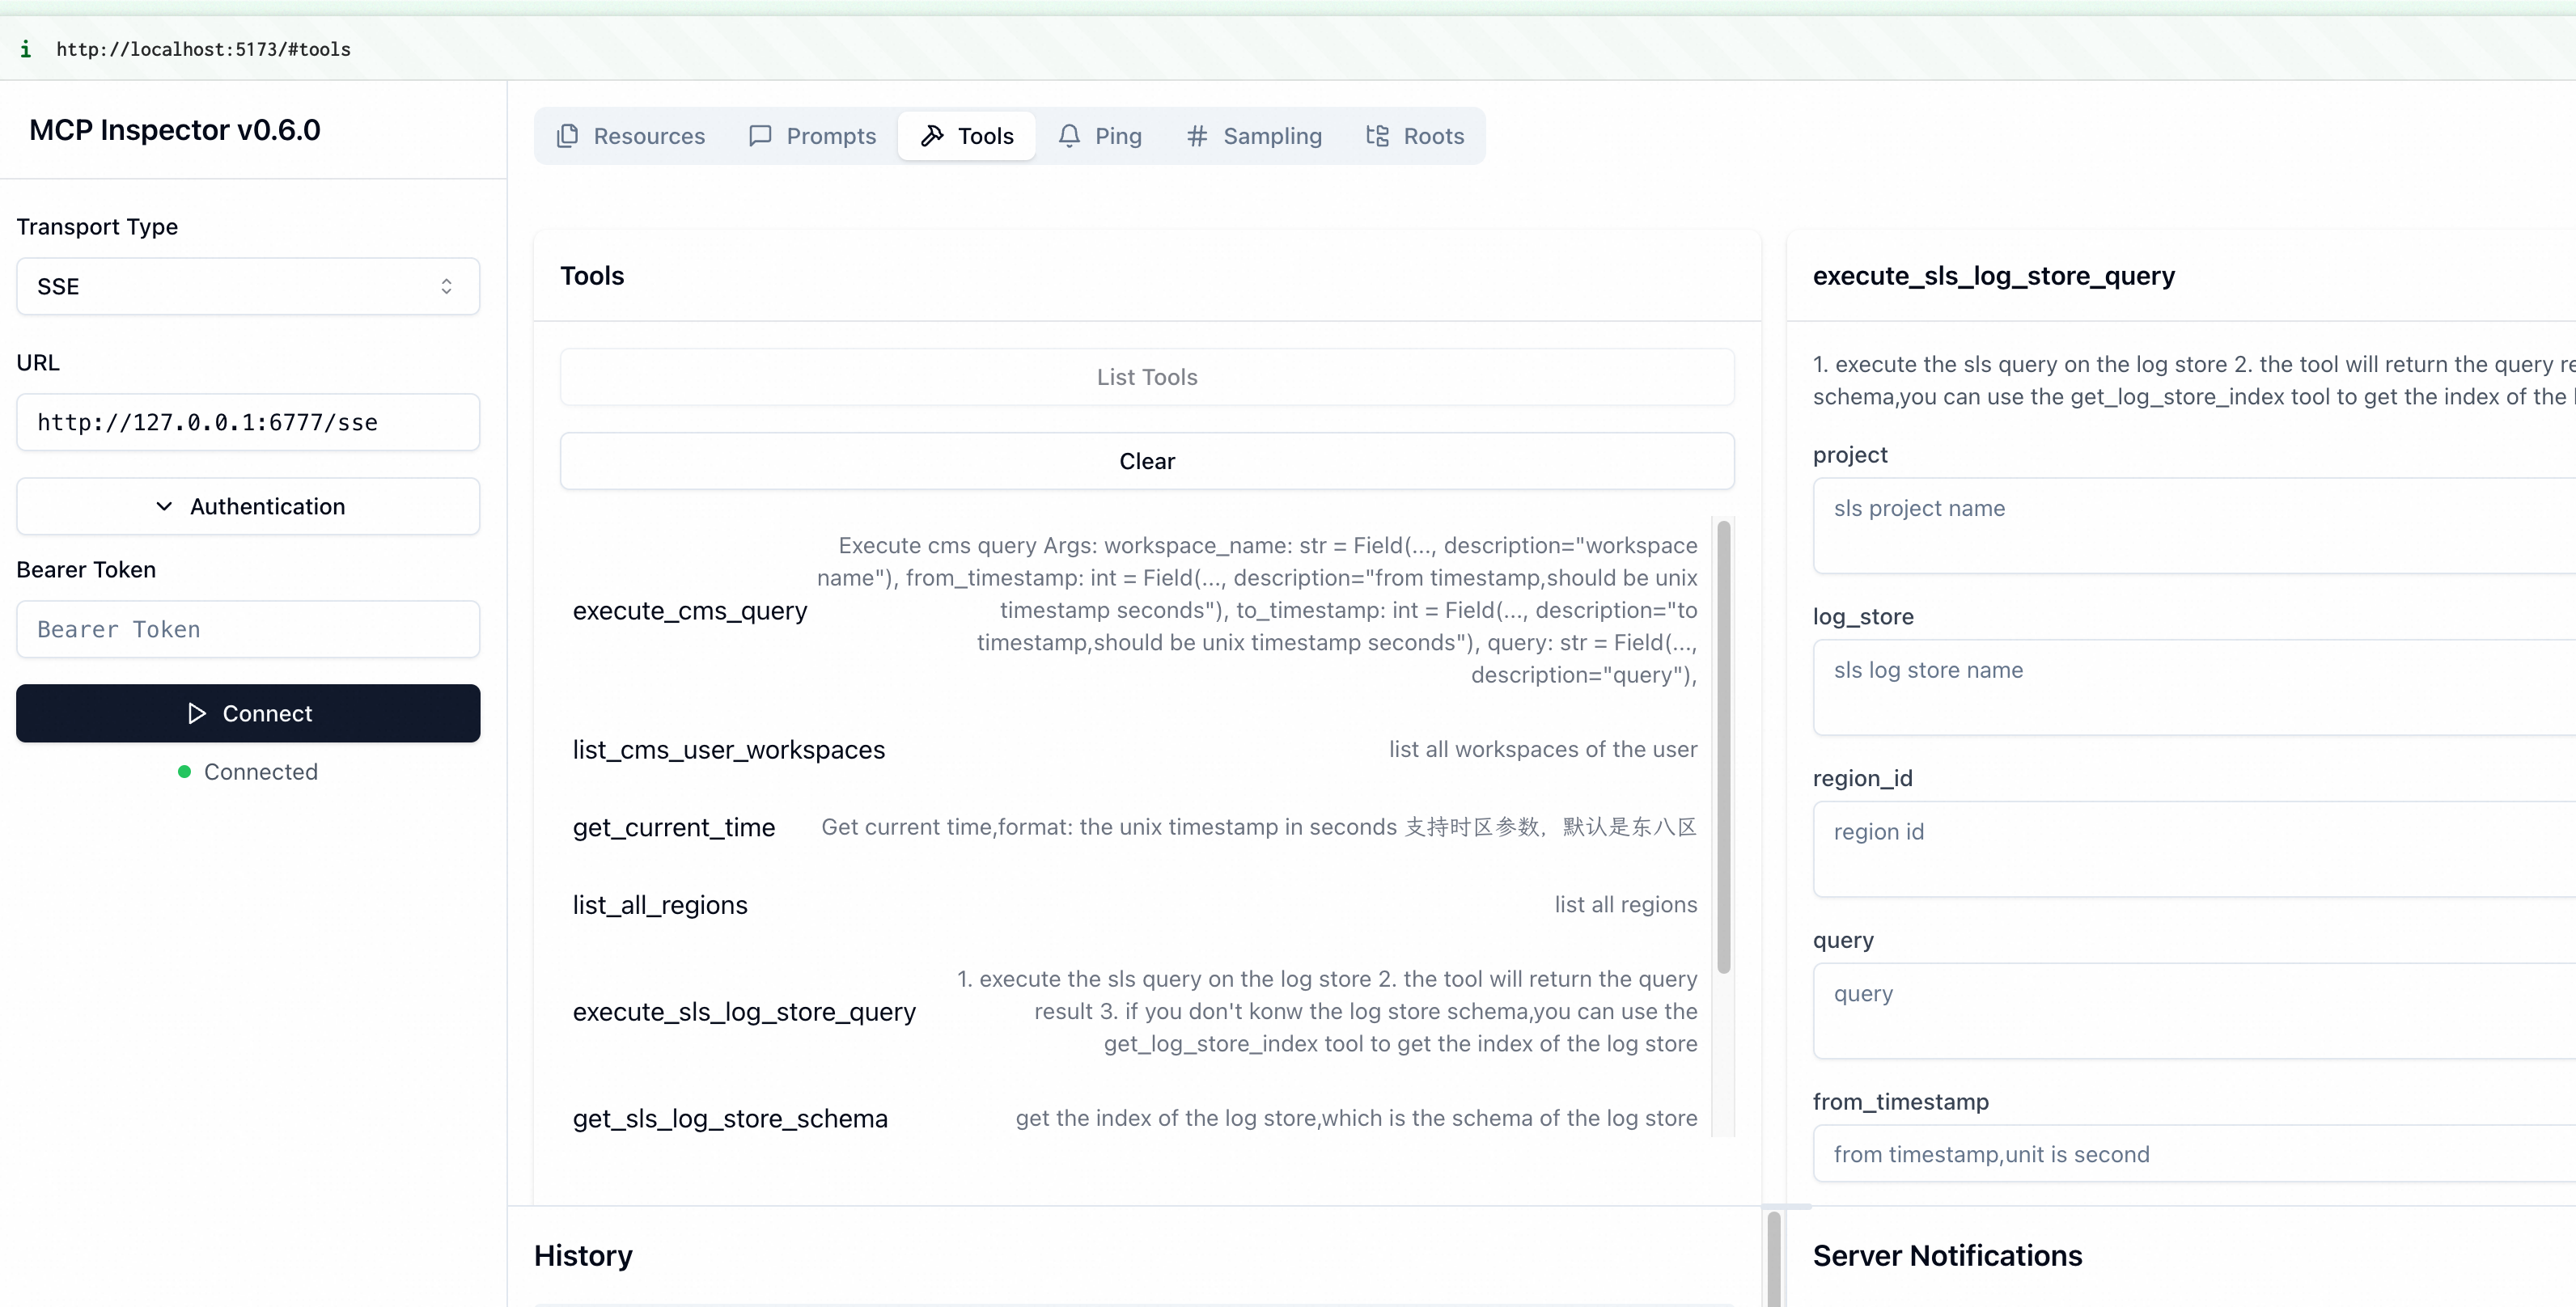 i http://localhost:5173/#tools
MCP Inspector v0.6.0
Transport Type
SSE
URL
http://127.0.0.1:6777/sse
Authentication
Bearer Token
Bearer Token
Connect
Connected
Resources Prompts Tools Ping Sampling Roots
Tools
List Tools
Clear
execute_cms_query
Execute cms query Args: workspace_name: str = Field(..., description="workspace
name"), from_timestamp: int = Field(..., description="from timestamp,should be unix
timestamp seconds"), to_timestamp: int = Field(..., description="to
timestamp,should be unix timestamp seconds"), query: str = Field(...,
description="query"),
list_cms_user_workspaces list all workspaces of the user
get_current_time Get current time,format: the unix timestamp in seconds 支持时区参数，默认是东八区
list_all_regions list all regions
execute_sls_log_store_query
1. execute the sls query on the log store 2. the tool will return the query
result 3. if you don't konw the log store schema,you can use the
get_log_store_index tool to get the index of the log store
get_sls_log_store_schema get the index of the log store,which is the schema of the log store
execute_sls_log_store_query
1. execute the sls query on the log store 2. the tool will return the query re
schema,you can use the get_log_store_index tool to get the index of the
project
sls project name
log_store
sls log store name
region_id
region id
query
query
from_timestamp
from timestamp,unit is second
History
Server Notifications